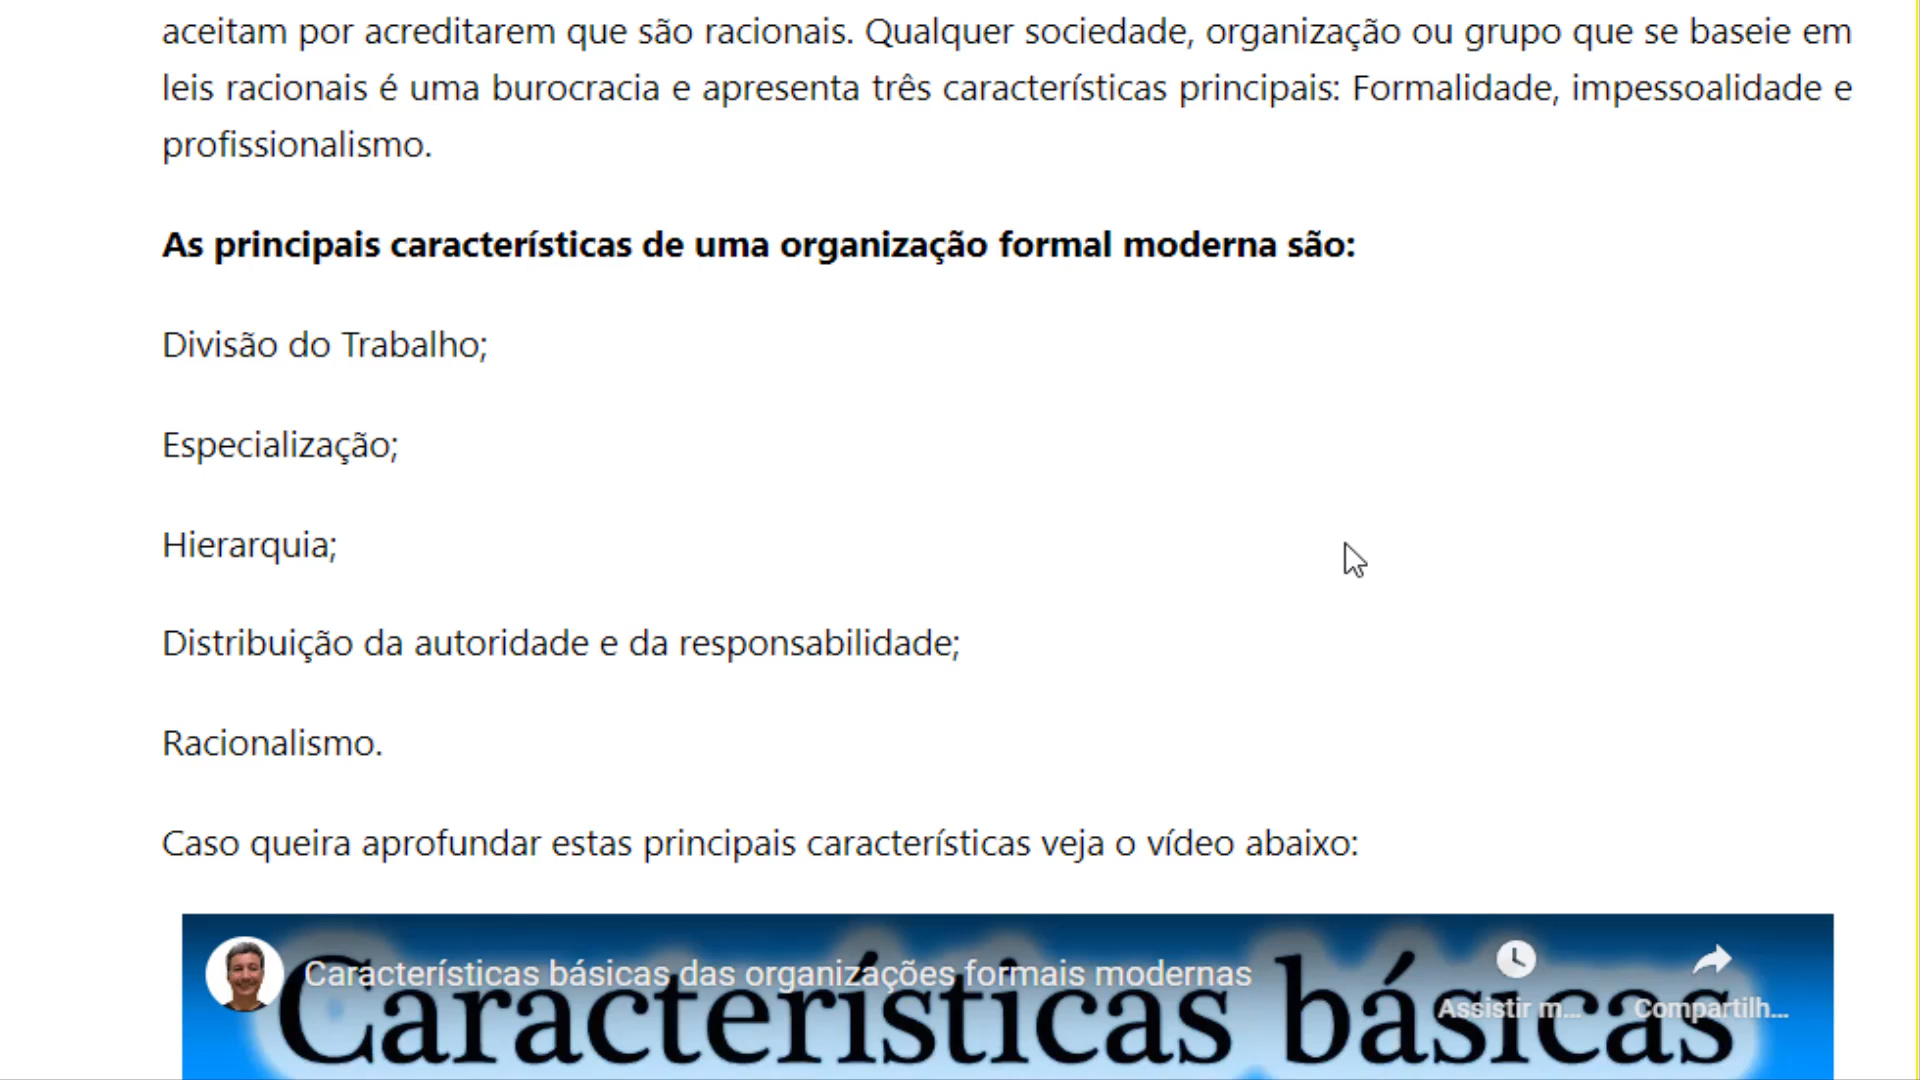 aceitam por acreditarem que são racionais. Qualquer sociedade, organização ou grupo que se baseie em
leis racionais é uma burocracia e apresenta três características principais: Formalidade, impessoalidade e
profissionalismo.
As principais características de uma organização formal moderna são:
Divisão do Trabalho;
Especialização;
Hierarquia;
Distribuição da autoridade e da responsabilidade;
Racionalismo.
Caso queira aprofundar estas principais características veja o vídeo abaixo:
Características básicas das organizações formais modernas
Características básicas
Assistir m...
Compartilh...